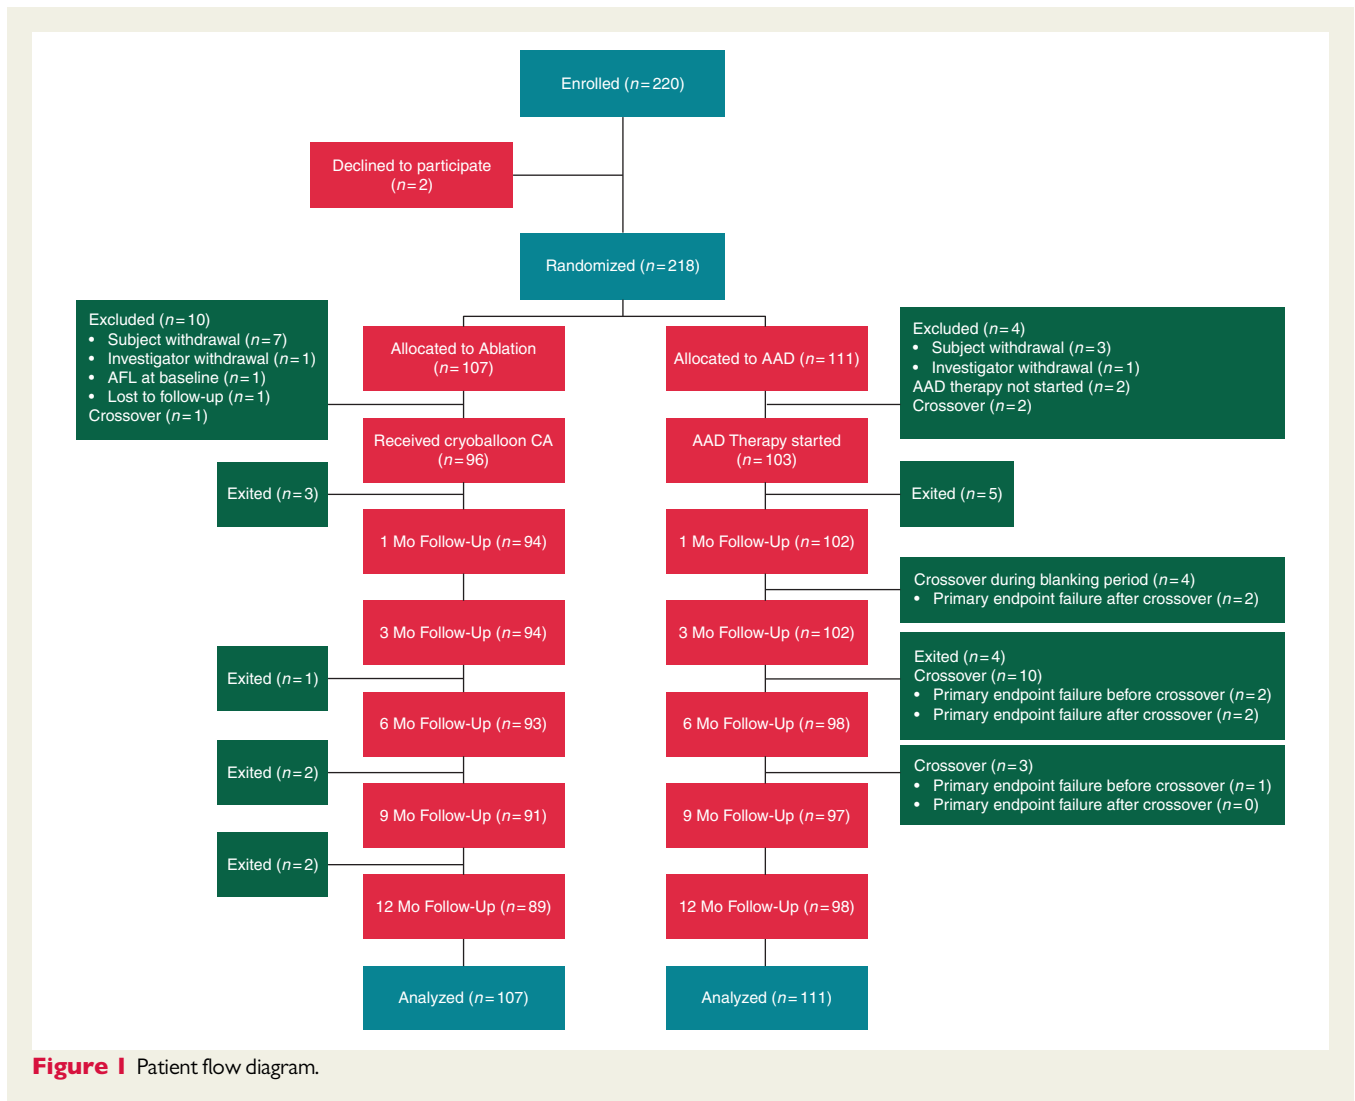 Enrolled (n=220)
Declined to participate
(n=2)
Randomized (n=218)
Excluded (n=10)
• Subject withdrawal (n=7)
• Investigator withdrawal (n=1)
• AFL at baseline (n=1)
• Lost to follow-up (n=1)
Crossover (n=1)
Allocated to Ablation
(n=107)
Allocated to AAD (n=111)
Excluded (n=4)
• Subject withdrawal (n=3)
• Investigator withdrawal (n=1)
AAD therapy not started (n=2)
Crossover (n=2)
Received cryoballoon CA
(n=96)
AAD Therapy started
(n=103)
Exited (n=3)
Exited (n=5)
1 Mo Follow-Up (n=94)
1 Mo Follow-Up (n=102)
Crossover during blanking period (n=4)
• Primary endpoint failure after crossover (n=2)
3 Mo Follow-Up (n=94)
3 Mo Follow-Up (n=102)
Exited (n=1)
Exited (n=4)
Crossover (n=10)
• Primary endpoint failure before crossover (n=2)
• Primary endpoint failure after crossover (n=2)
6 Mo Follow-Up (n=93)
6 Mo Follow-Up (n=98)
Exited (n=2)
Crossover (n=3)
• Primary endpoint failure before crossover (n=1)
• Primary endpoint failure after crossover (n=0)
9 Mo Follow-Up (n=91)
9 Mo Follow-Up (n=97)
Exited (n=2)
12 Mo Follow-Up (n=89)
12 Mo Follow-Up (n=98)
Analyzed (n=107)
Analyzed (n=111)
Figure 1 Patient flow diagram.